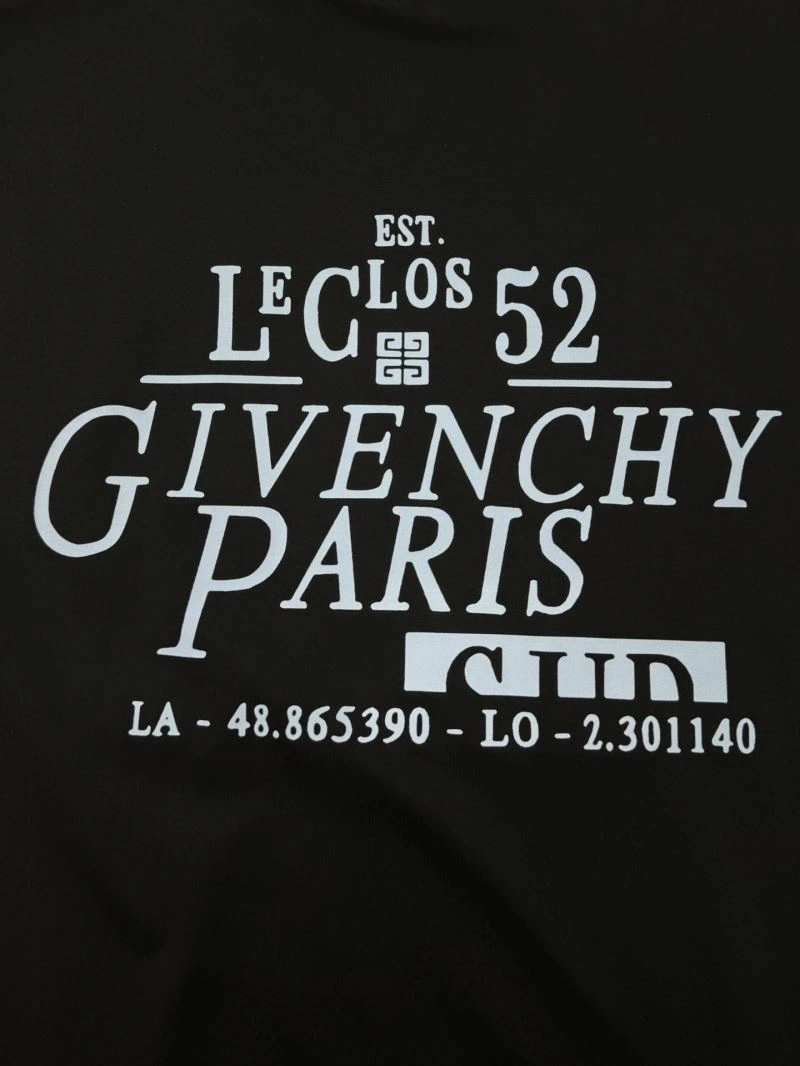 EST.
LE CLOS 52
GIVENCHY
PARIS
LA - 48.865390 - LO - 2.301140